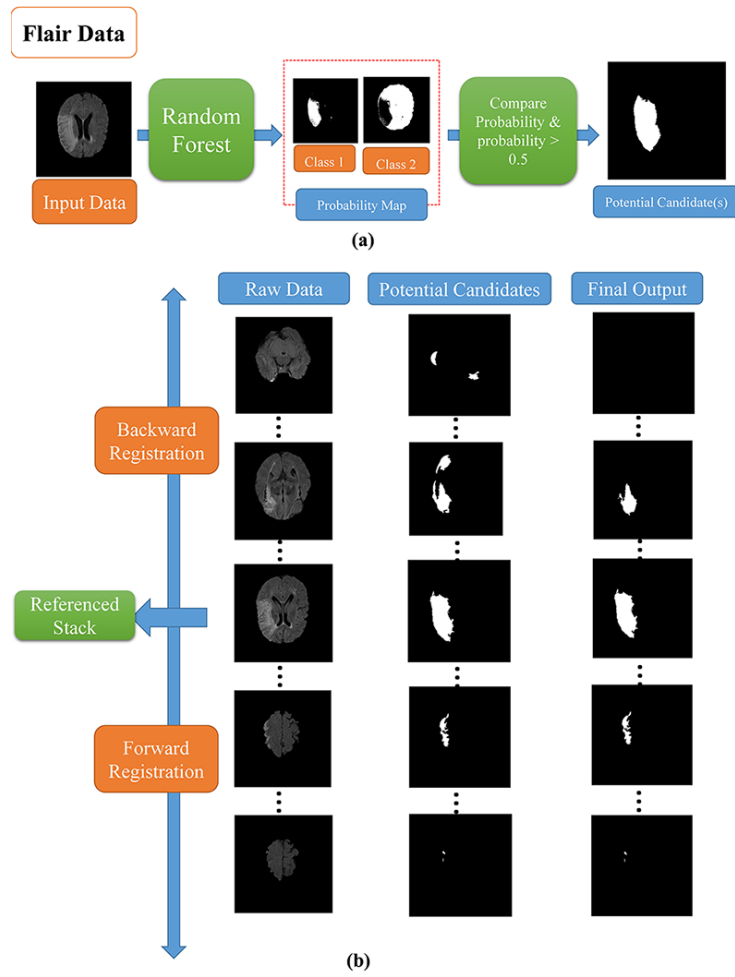 Flair Data
Input Data
Random
Forest
Class 1
Class 2
Probability Map
Compare
Probability &
probability >
0.5
Potential Candidate(s)
(a)
Raw Data
Potential Candidates
Final Output
Backward
Registration
Referenced
Stack
Forward
Registration
(b)